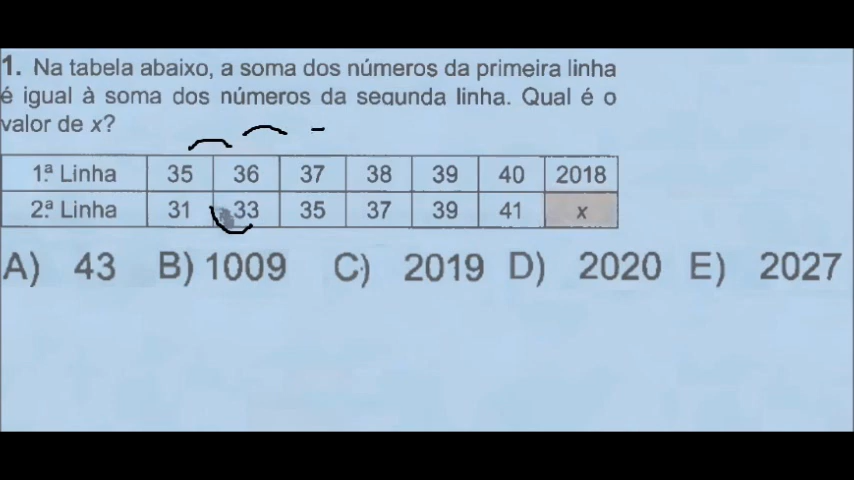 1. Na tabela abaixo, a soma dos números da primeira linha
é igual à soma dos números da segunda linha. Qual é o
valor de x?
1ª Linha 35 36 37 38 39 40 2018
2ª Linha 31 33 35 37 39 41 x
A) 43 B) 1009 C) 2019 D) 2020 E) 2027